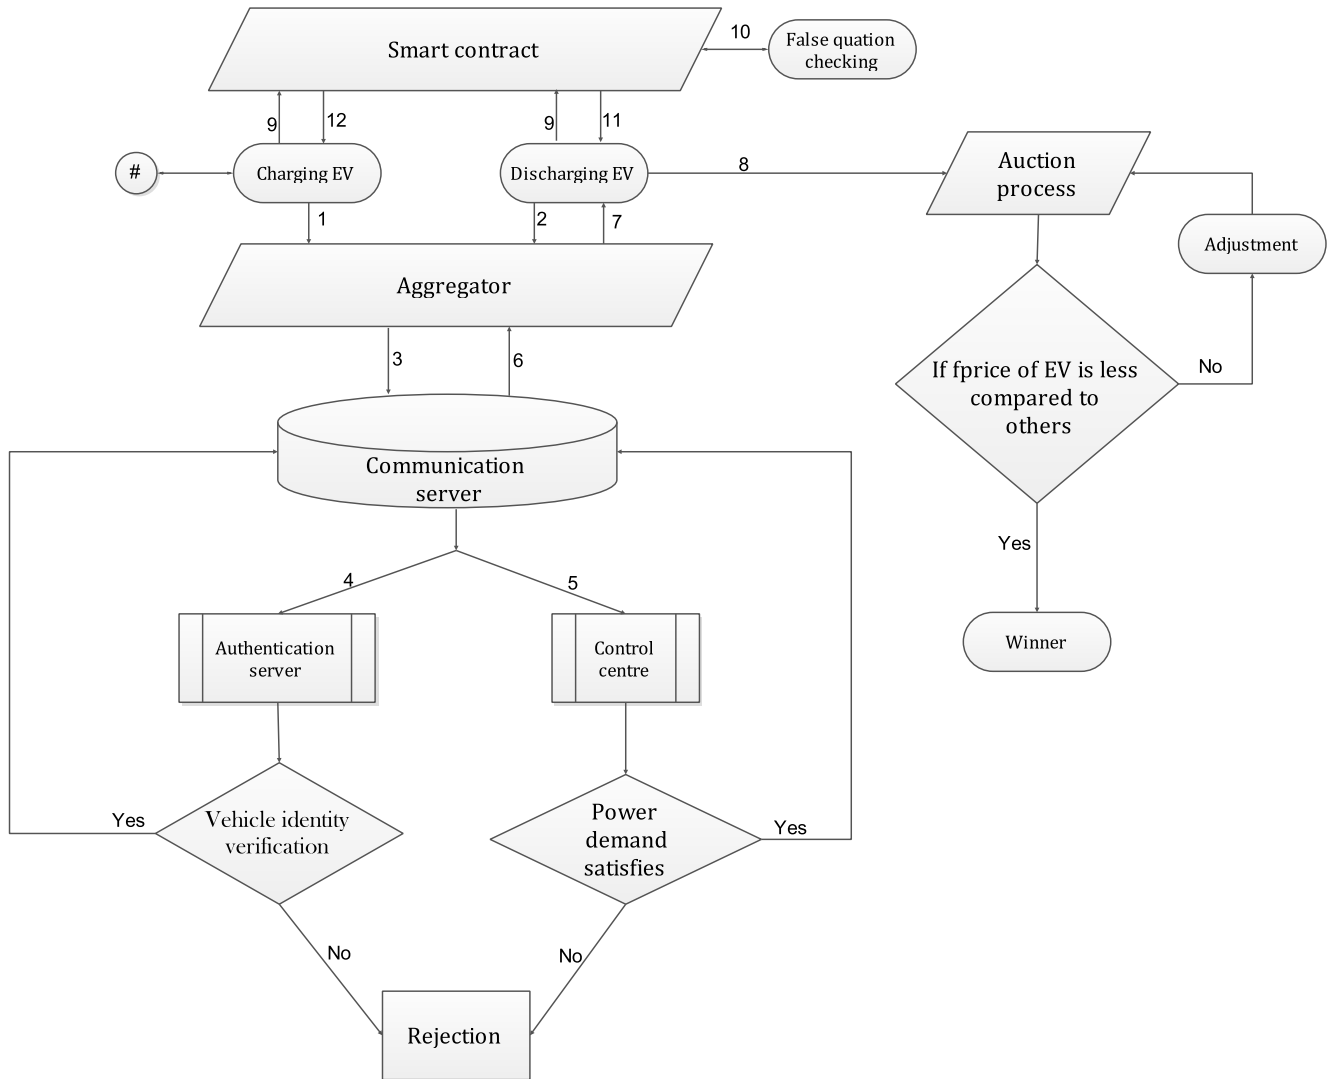 Smart contract
10
False quation
checking
9
12
9
11
#
Charging EV
Discharging EV
8
Auction
process
1
2
7
Adjustment
Aggregator
3
6
If fprice of EV is less
compared to
others
No
Communication
server
Yes
4
5
Authentication
server
Control
centre
Winner
Yes
Vehicle identity
verification
Power
demand
satisfies
Yes
No
No
Rejection